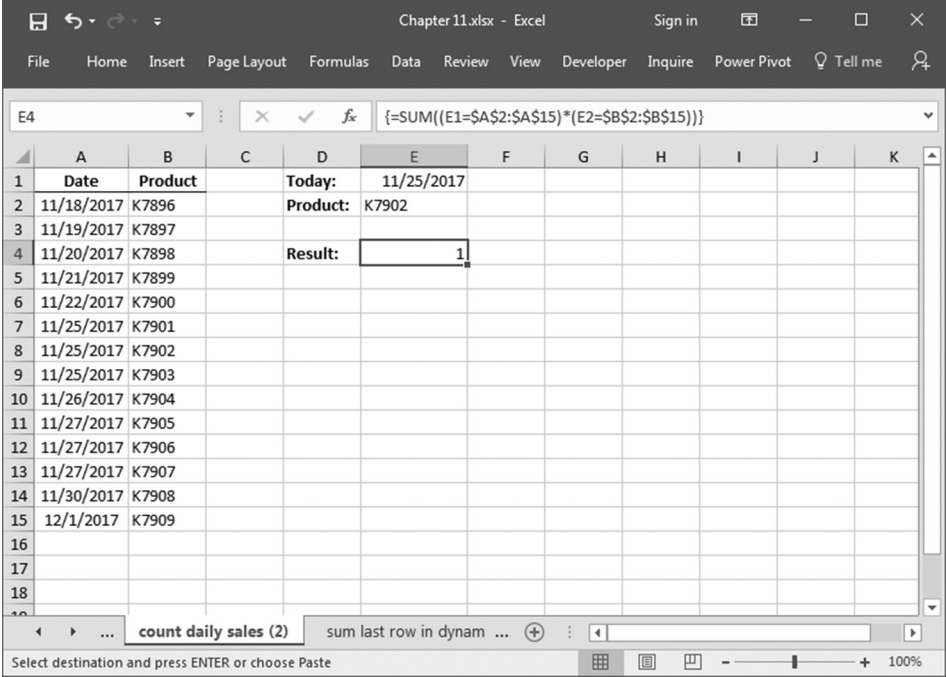 Chapter 11.xlsx - Excel
Sign in
File Home Insert Page Layout Formulas Data Review View Developer Inquire Power Pivot Tell me
E4 fx {=SUM((E1=$A$2:$A$15)*(E2=$B$2:$B$15))}
A B C D E F G H I J K
1 Date Product Today: 11/25/2017
2 11/18/2017 K7896 Product: K7902
3 11/19/2017 K7897
4 11/20/2017 K7898 Result: 1
5 11/21/2017 K7899
6 11/22/2017 K7900
7 11/25/2017 K7901
8 11/25/2017 K7902
9 11/25/2017 K7903
10 11/26/2017 K7904
11 11/27/2017 K7905
12 11/27/2017 K7906
13 11/27/2017 K7907
14 11/30/2017 K7908
15 12/1/2017 K7909
16
17
18
... count daily sales (2) sum last row in dynam ...
Select destination and press ENTER or choose Paste 100%